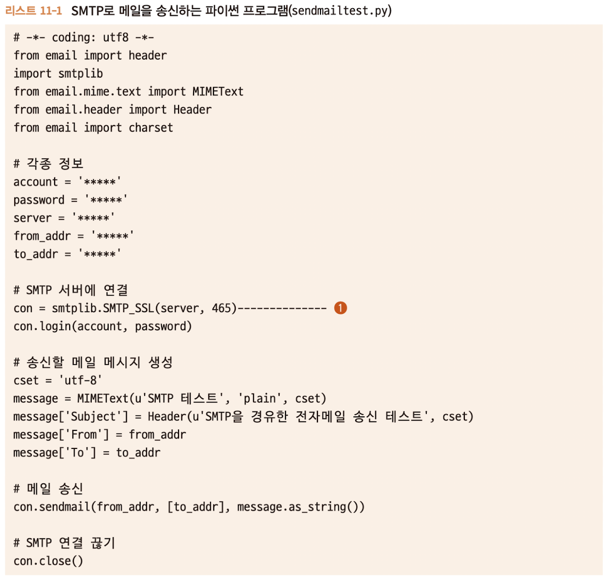 리스트 11-1 SMTP로 메일을 송신하는 파이썬 프로그램(sendmailtest.py)
# -*- coding: utf8 -*-
from email import header
import smtplib
from email.mime.text import MIMEText
from email.header import Header
from email import charset
# 각종 정보
account = '*****'
password = '*****'
server = '*****'
from_addr = '*****'
to_addr = '*****'
# SMTP 서버에 연결
con = smtplib.SMTP_SSL(server, 465)-------------- 1
con.login(account, password)
# 송신할 메일 메시지 생성
cset = 'utf-8'
message = MIMEText(u'SMTP 테스트', 'plain', cset)
message['Subject'] = Header(u'SMTP을 경유한 전자메일 송신 테스트', cset)
message['From'] = from_addr
message['To'] = to_addr
# 메일 송신
con.sendmail(from_addr, [to_addr], message.as_string())
# SMTP 연결 끊기
con.close()